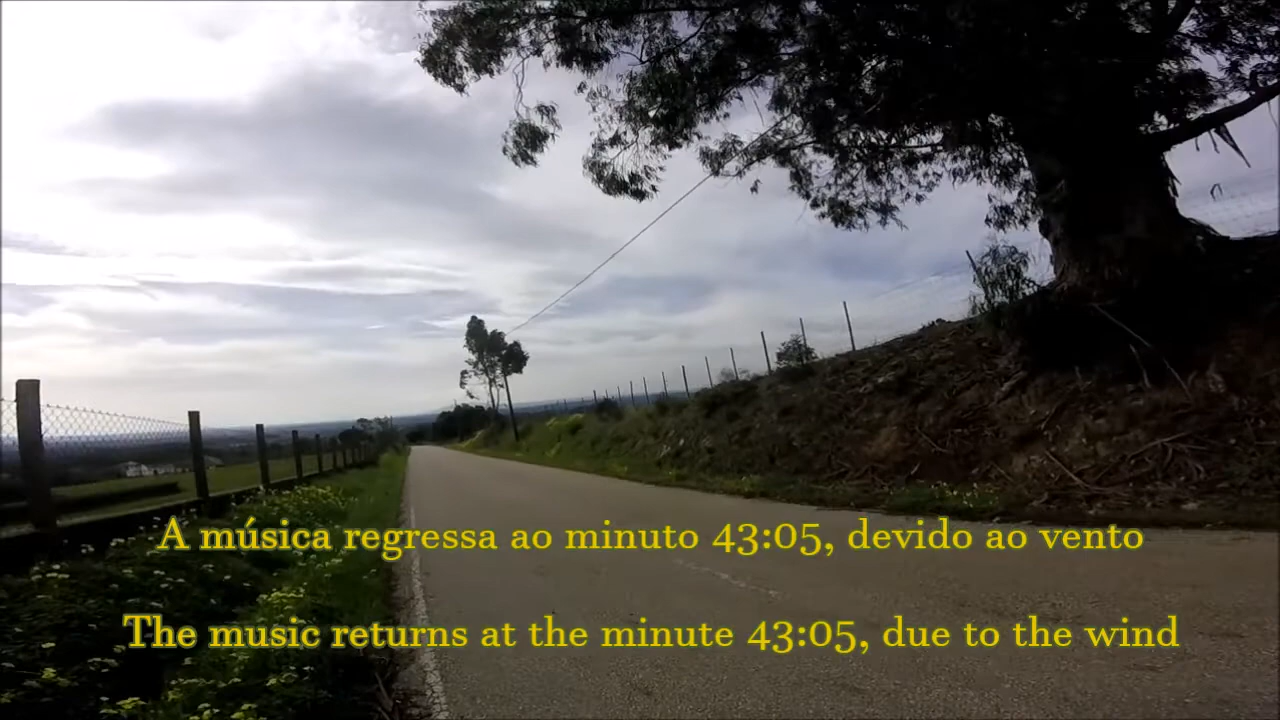 A música regressa ao minuto 43:05, devido ao vento
The music returns at the minute 43:05, due to the wind